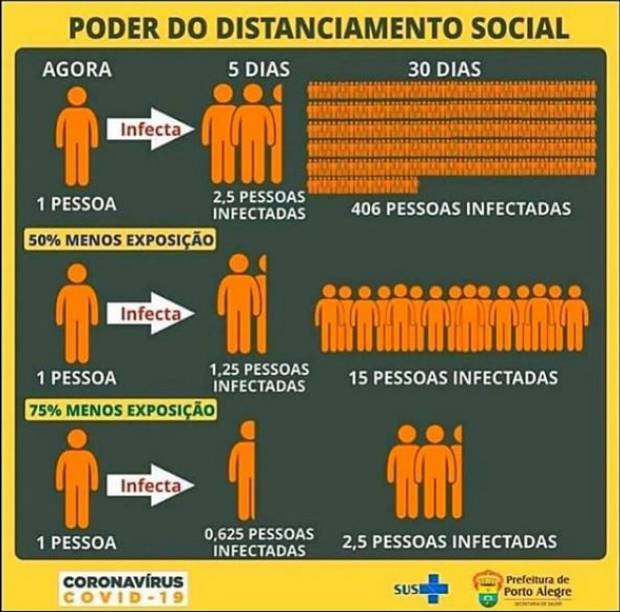 PODER DO DISTANCIAMENTO SOCIAL
AGORA
5 DIAS
30 DIAS
Infecta
1 PESSOA
2,5 PESSOAS
INFECTADAS
406 PESSOAS INFECTADAS
50% MENOS EXPOSIÇÃO
Infecta
1 PESSOA
1,25 PESSOAS
INFECTADAS
15 PESSOAS INFECTADAS
75% MENOS EXPOSIÇÃO
Infecta
1 PESSOA
0,625 PESSOAS
INFECTADAS
2,5 PESSOAS INFECTADAS
CORONAVÍRUS
COVID-19
SUS
Prefeitura de
Porto Alegre
SECRETARIA DE SAÚDE